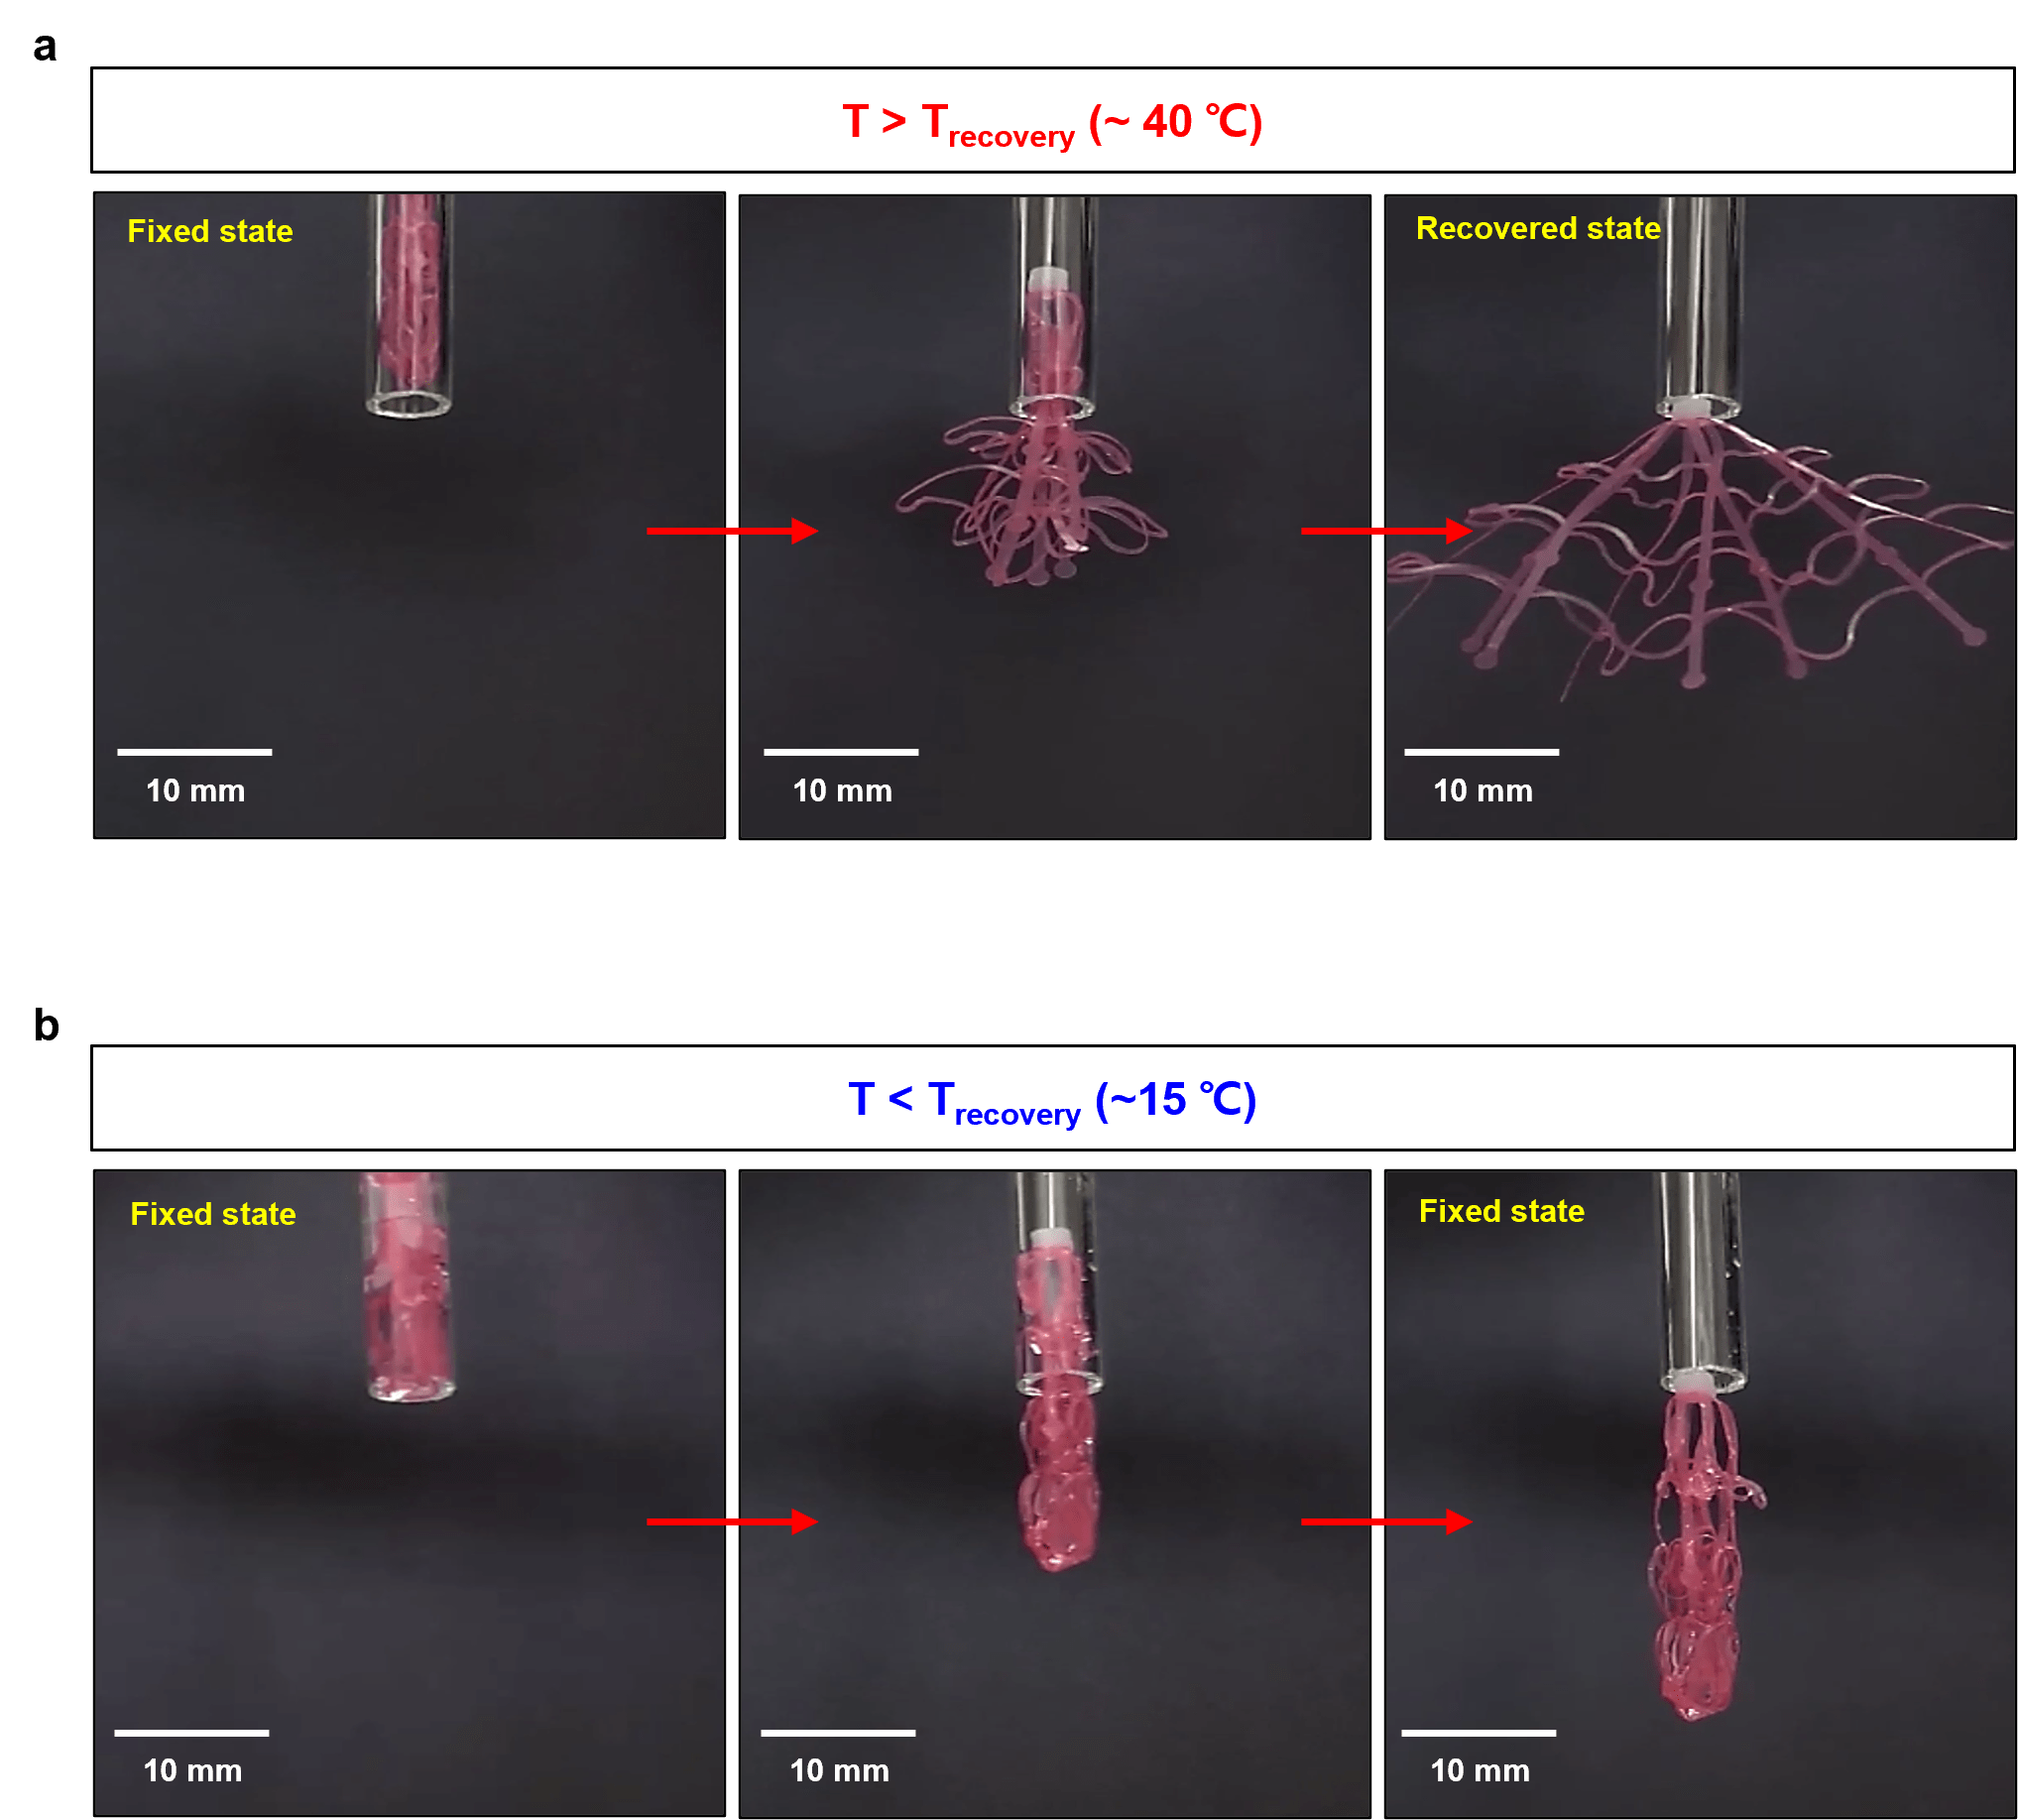 a
T > Trecovery (~ 40 ℃)
Fixed state
Recovered state
10 mm
10 mm
10 mm
b
T < Trecovery (~15 ℃)
Fixed state
Fixed state
10 mm
10 mm
10 mm